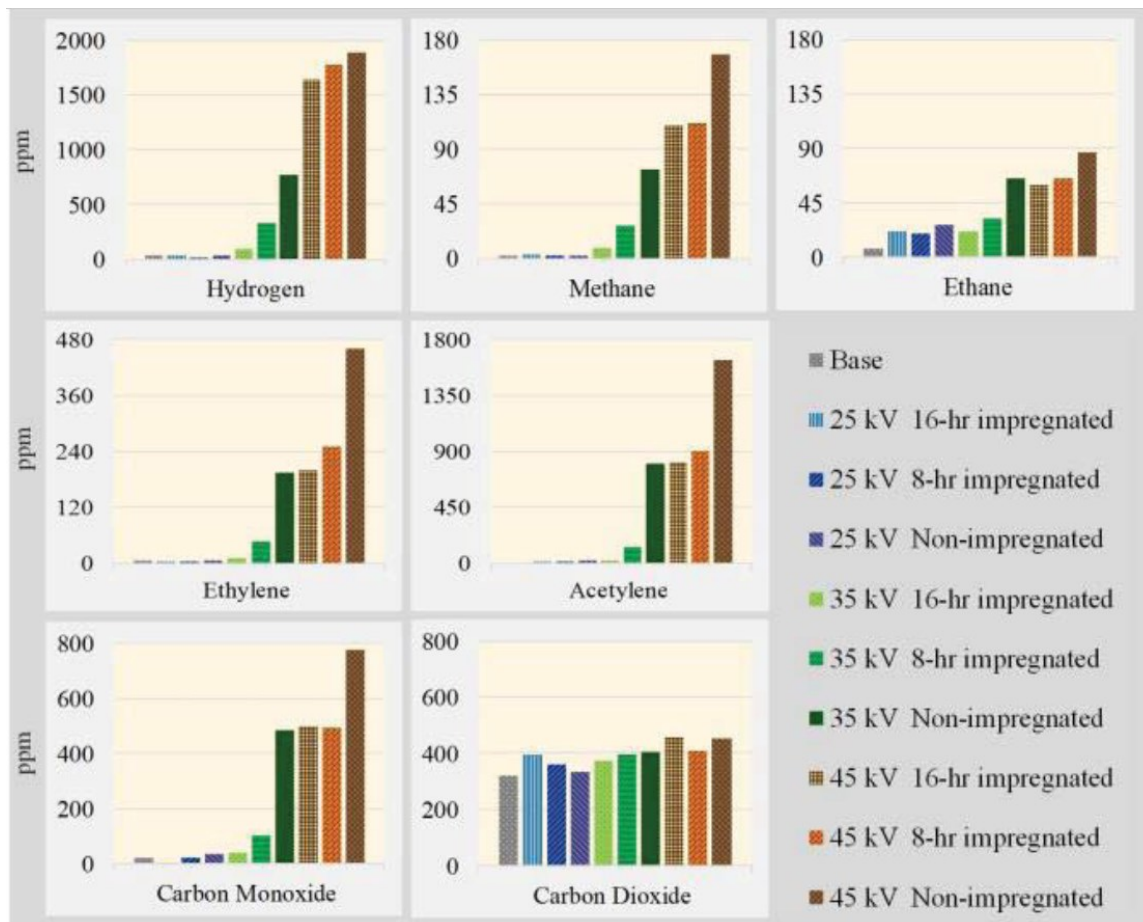 2000
1500
1000
500
0
ppm
Hydrogen
180
135
90
45
0
Methane
180
135
90
45
0
Ethane
480
360
240
120
0
ppm
Ethylene
1800
1350
900
450
0
Acetylene
800
600
400
200
0
ppm
Carbon Monoxide
800
600
400
200
0
Carbon Dioxide
Base
25 kV 16-hr impregnated
25 kV 8-hr impregnated
25 kV Non-impregnated
35 kV 16-hr impregnated
35 kV 8-hr impregnated
35 kV Non-impregnated
45 kV 16-hr impregnated
45 kV 8-hr impregnated
45 kV Non-impregnated